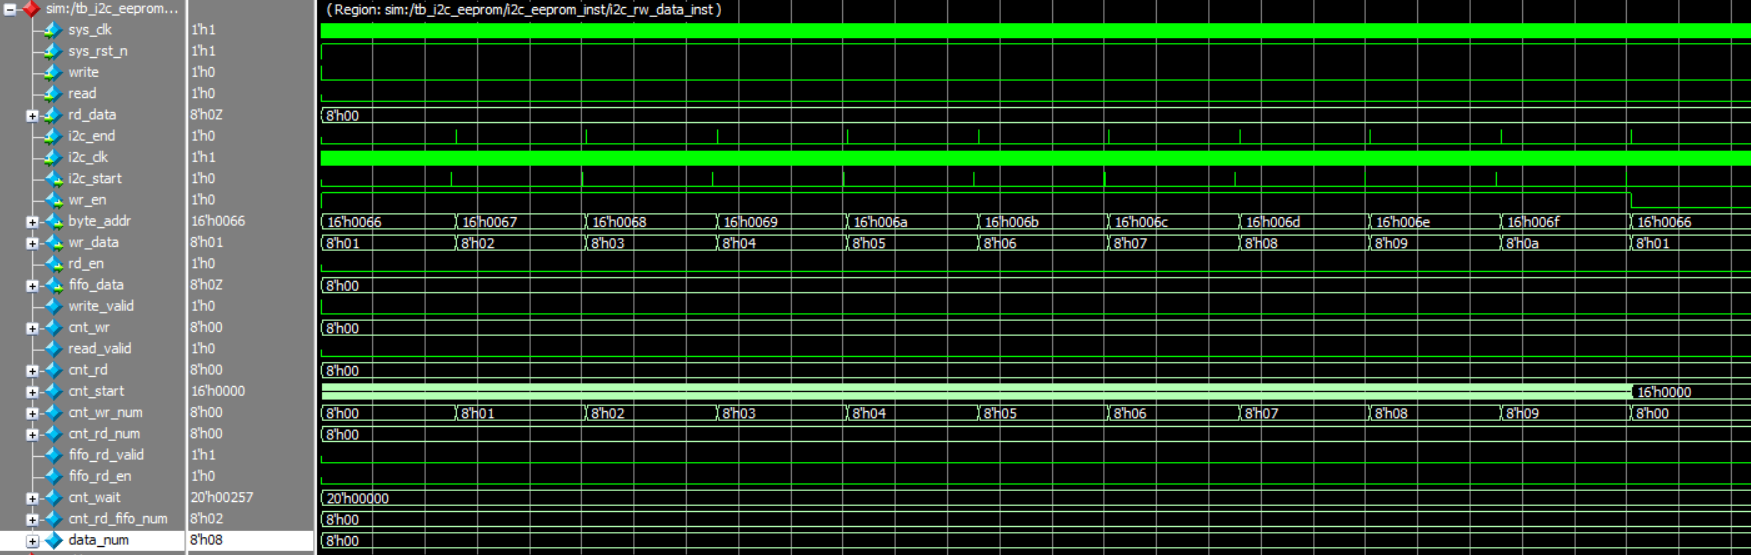 sim:/tb_i2c_eeprom... (Region: sim:/tb_i2c_eeprom/i2c_eeprom_inst/i2c_rw_data_inst )
sys_clk 1'h1
sys_rst_n 1'h1
write 1'h0
read 1'h0
rd_data 8'h0Z 8'h00
i2c_end 1'h0
i2c_clk 1'h1
i2c_start 1'h0
wr_en 1'h0
byte_addr 16'h0066 16'h0066 16'h0067 16'h0068 16'h0069 16'h006a 16'h006b 16'h006c 16'h006d 16'h006e 16'h006f 16'h0066
wr_data 8'h01 8'h01 8'h02 8'h03 8'h04 8'h05 8'h06 8'h07 8'h08 8'h09 8'h0a 8'h01
rd_en 1'h0
fifo_data 8'h0Z 8'h00
write_valid 1'h0
cnt_wr 8'h00 8'h00
read_valid 1'h0
cnt_rd 8'h00 8'h00
cnt_start 16'h0000 16'h0000
cnt_wr_num 8'h00 8'h00 8'h01 8'h02 8'h03 8'h04 8'h05 8'h06 8'h07 8'h08 8'h09 8'h00
cnt_rd_num 8'h00 8'h00
fifo_rd_valid 1'h1
fifo_rd_en 1'h0
cnt_wait 20'h00257 20'h00000
cnt_rd_fifo_num 8'h02 8'h00
data_num 8'h08 8'h00